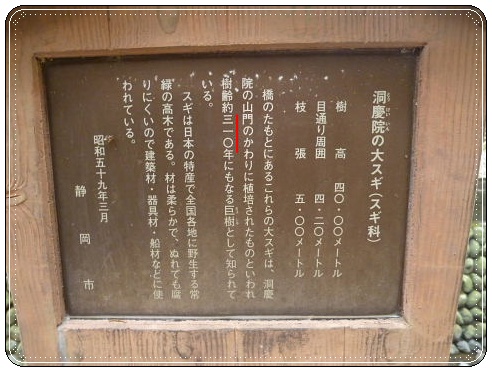 洞慶院の大スギ(スギ科)
樹高 四〇・〇〇メートル
目通り周囲 四・二〇メートル
枝張 五・〇〇メートル
橋のたもとにあるこれらの大スギは、洞慶
院の山門のかわりに植培されたものといわれ
樹齢約三一〇年にもなる巨樹として知られて
いる。
スギは日本の特産で全国各地に野生する常
緑の高木である。材は柔らかで、ぬれても腐
りにくいので建築材・器具材・船材などに使
われている。
昭和五十九年三月
静岡市